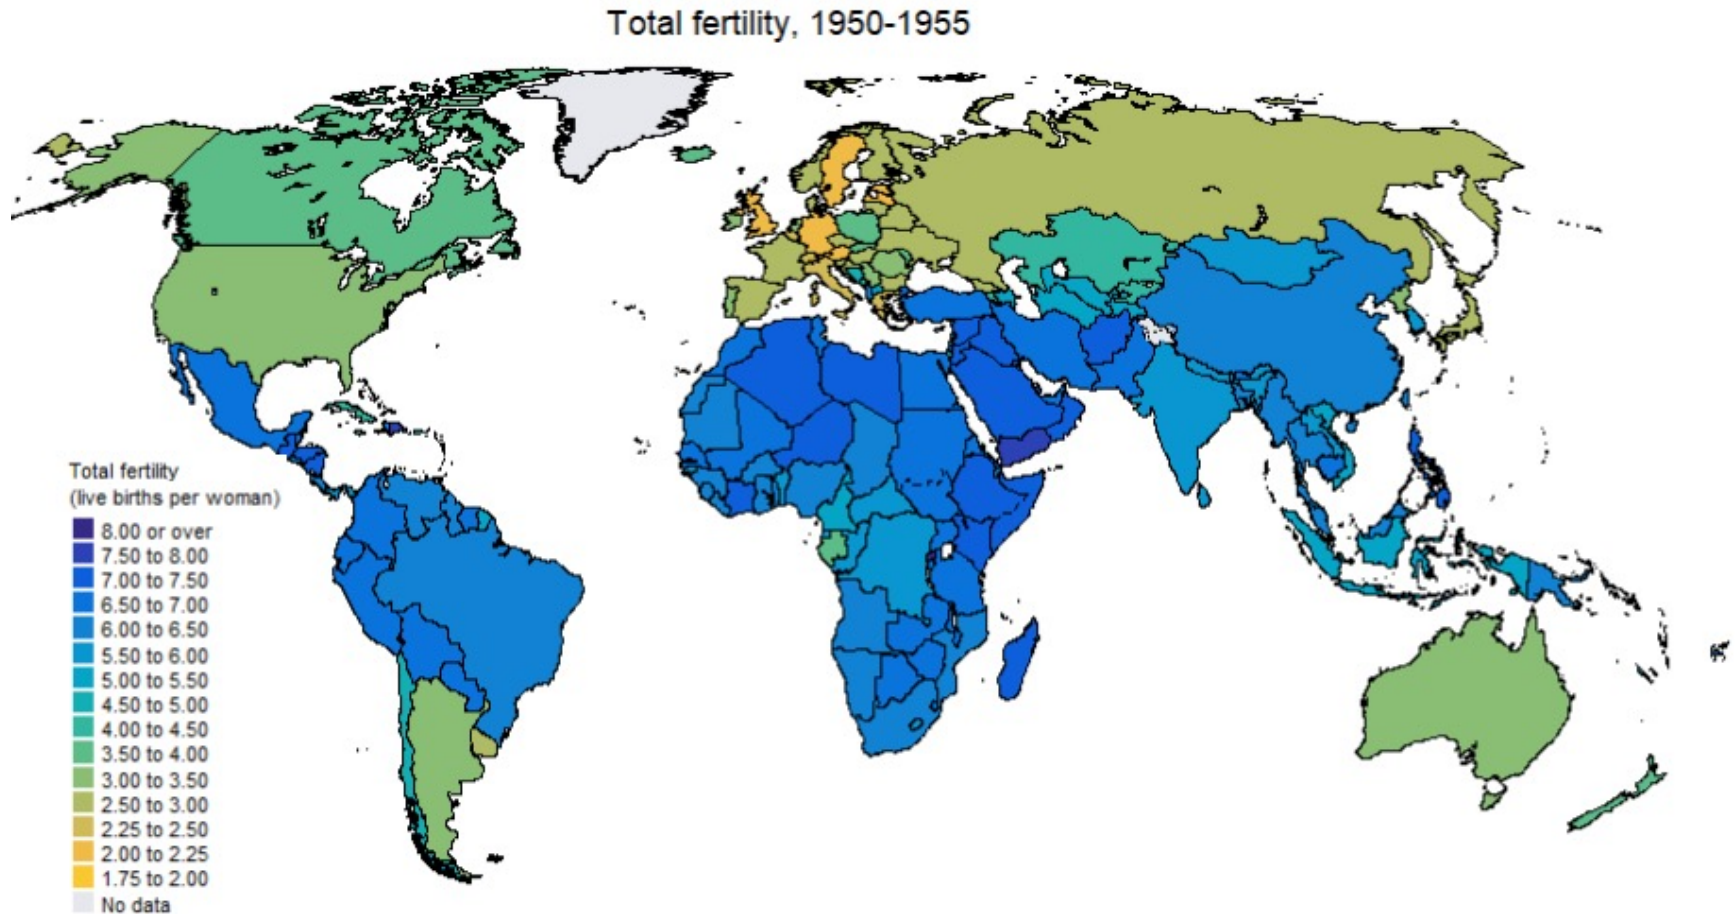 Total fertility, 1950-1955
Total fertility
(live births per woman)
8.00 or over
7.50 to 8.00
7.00 to 7.50
6.50 to 7.00
6.00 to 6.50
5.50 to 6.00
5.00 to 5.50
4.50 to 5.00
4.00 to 4.50
3.50 to 4.00
3.00 to 3.50
2.50 to 3.00
2.25 to 2.50
2.00 to 2.25
1.75 to 2.00
No data